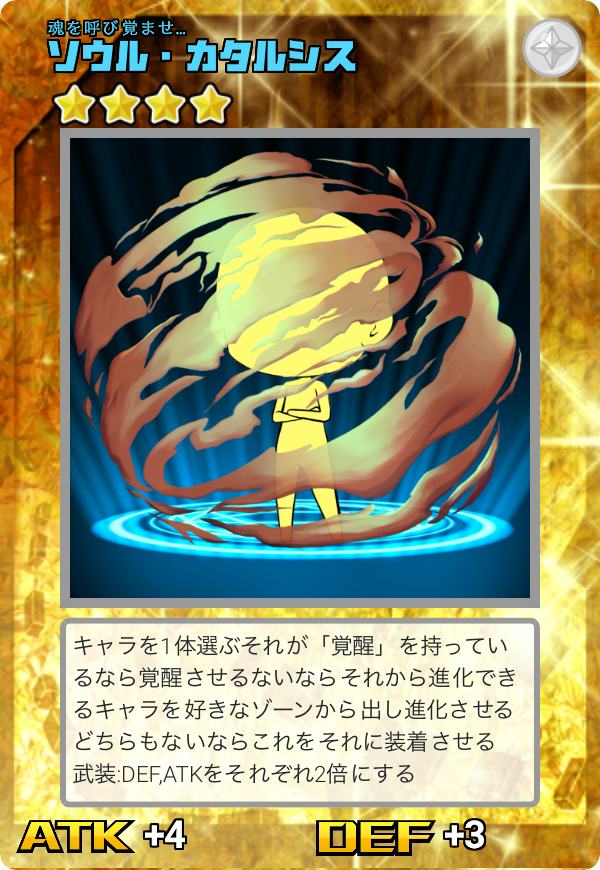 魂を呼び覚ませ...
ソウル・カタルシス
キャラを1体選ぶそれが「覚醒」を持ってい
るなら覚醒させるないならそれから進化でき
るキャラを好きなゾーンから出し進化させる
どちらもないならこれをそれに装着させる
武装:DEF,ATKをそれぞれ2倍にする
ATK +4 DEF +3